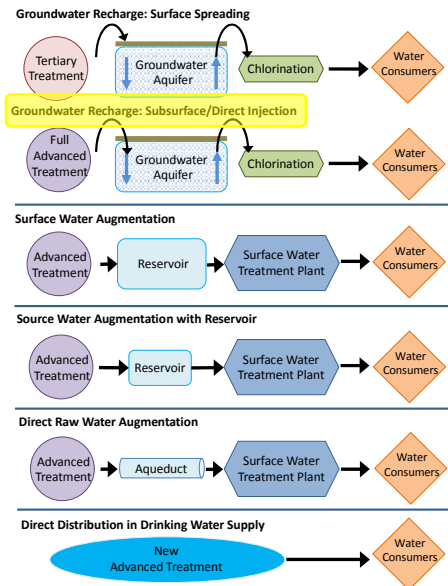 Groundwater Recharge: Surface Spreading
Tertiary
Treatment
Groundwater
Aquifer
Chlorination
Water
Consumers
Groundwater Recharge: Subsurface/Direct Injection
Full
Advanced
Treatment
Groundwater
Aquifer
Chlorination
Water
Consumers
Surface Water Augmentation
Advanced
Treatment
Reservoir
Surface Water
Treatment Plant
Water
Consumers
Source Water Augmentation with Reservoir
Advanced
Treatment
Reservoir
Surface Water
Treatment Plant
Water
Consumers
Direct Raw Water Augmentation
Advanced
Treatment
Aqueduct
Surface Water
Treatment Plant
Water
Consumers
Direct Distribution in Drinking Water Supply
New
Advanced Treatment
Water
Consumers